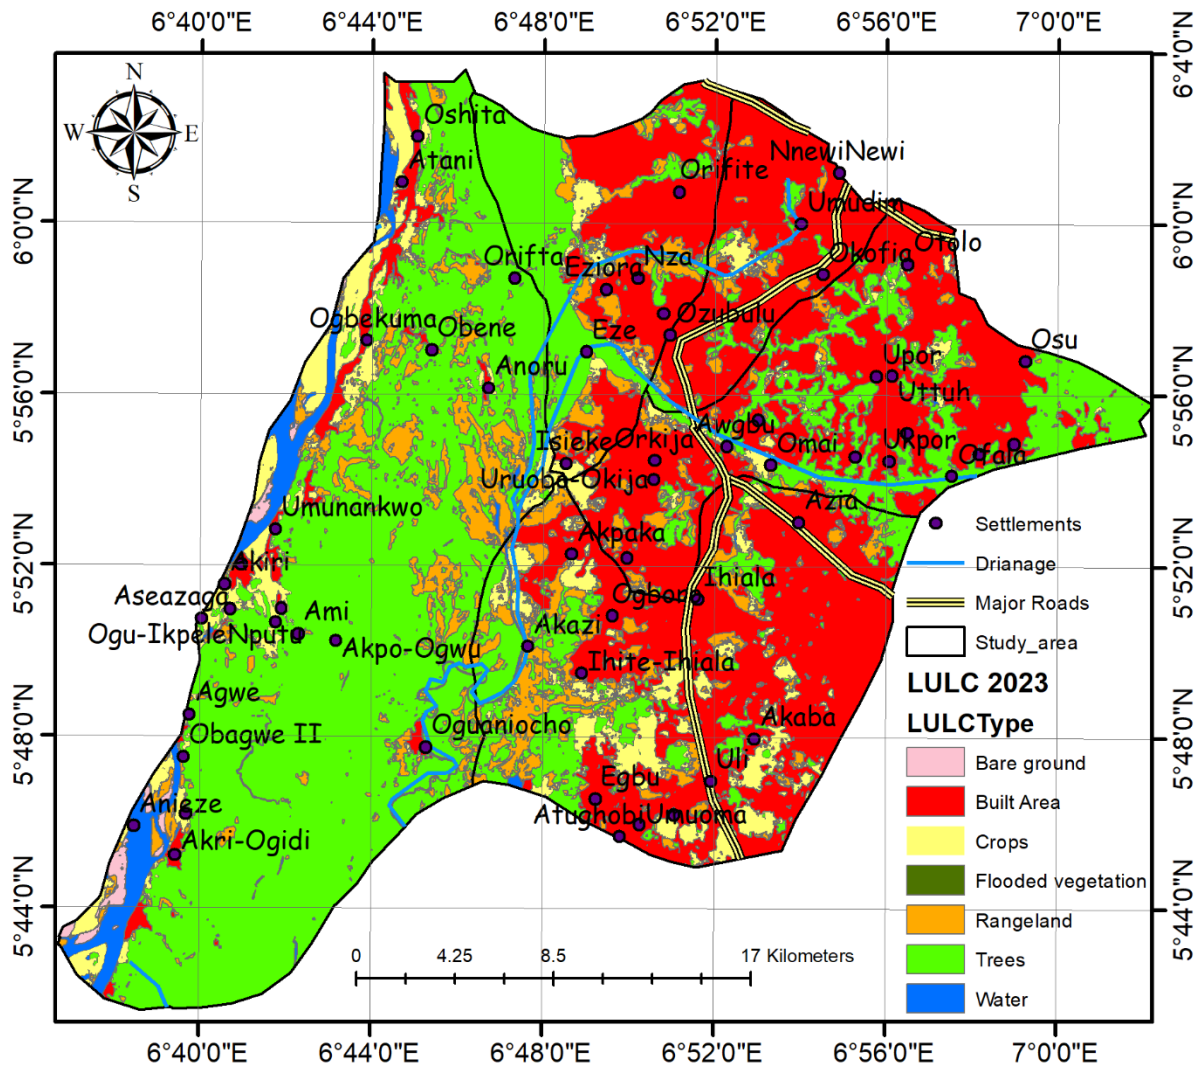 6°40'0"E 6°44'0"E 6°48'0"E 6°52'0"E 6°56'0"E 7°0'0"E
6°4'0"N
6°0'0"N
5°56'0"N
5°52'0"N
5°48'0"N
5°44'0"N
N
W E
S
Oshita
Atani
NnewiNewi
Orifite
Umudim
Orifta
Eziora
Nza
Okofia
Otolo
Ogbekuma
Obene
Ozubulu
Eze
Osu
Anoru
Upor
Uttuh
Isieke
Orkija
Awgbu
Omai
Ukpor
Ofala
Uruoba-Okija
Umunankwo
Azia
Akpaka
Akiri
Ihiala
Aseazaga
Ami
Ogboro
Ogu-IkpeleNputu
Akpo-Ogwu
Akazi
Ihite-Ihiala
Agwe
Obagwe II
Oguaniocho
Akaba
Uli
Egbu
Anieze
AtughobiUmuoma
Akri-Ogidi
Settlements
Drianage
Major Roads
Study_area
LULC 2023
LULCType
Bare ground
Built Area
Crops
Flooded vegetation
Rangeland
Trees
Water
0 4.25 8.5 17 Kilometers
6°0'0"N
5°56'0"N
5°52'0"N
5°48'0"N
5°44'0"N
6°40'0"E 6°44'0"E 6°48'0"E 6°52'0"E 6°56'0"E 7°0'0"E